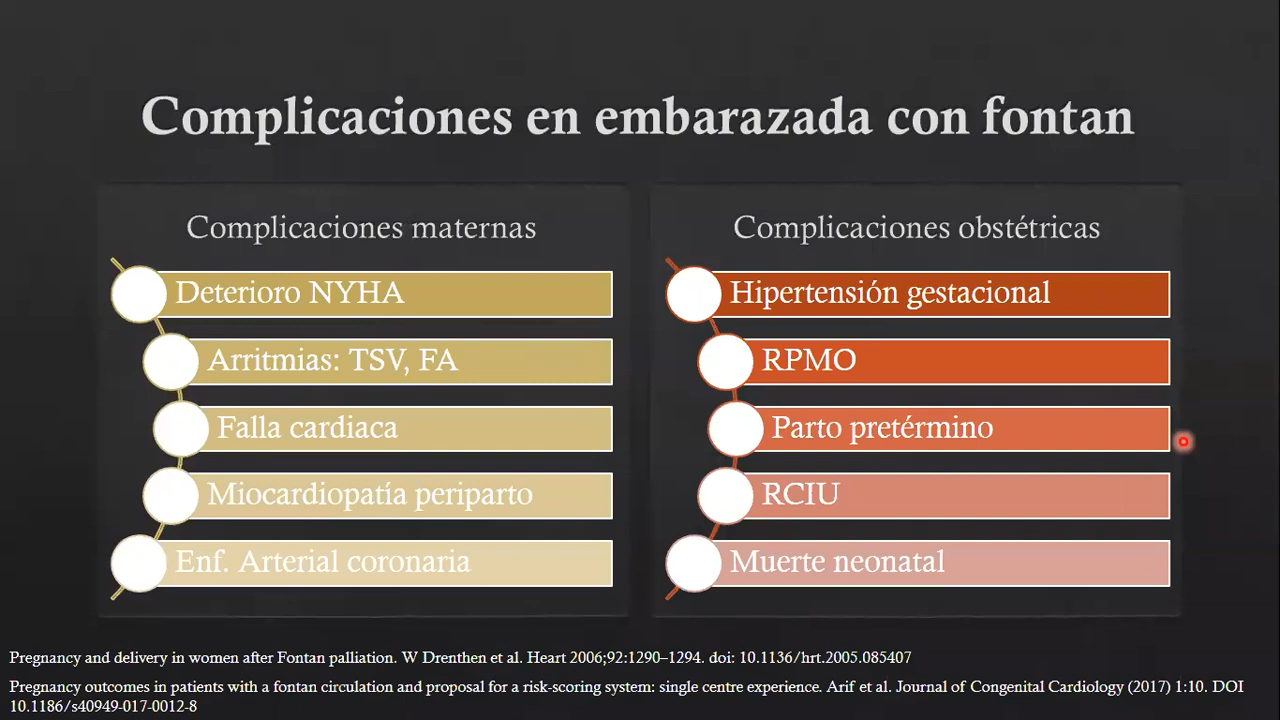 Complicaciones en embarazada con fontan
Complicaciones maternas
Deterioro NYHA
Arritmias: TSV, FA
Falla cardiaca
Miocardiopatía periparto
Enf. Arterial coronaria
Complicaciones obstétricas
Hipertensión gestacional
RPMO
Parto pretérmino
RCIU
Muerte neonatal
Pregnancy and delivery in women after Fontan palliation. W Drenthen et al. Heart 2006;92:1290–1294. doi: 10.1136/hrt.2005.085407
Pregnancy outcomes in patients with a fontan circulation and proposal for a risk-scoring system: single centre experience. Arif et al. Journal of Congenital Cardiology (2017) 1:10. DOI
10.1186/s40949-017-0012-8